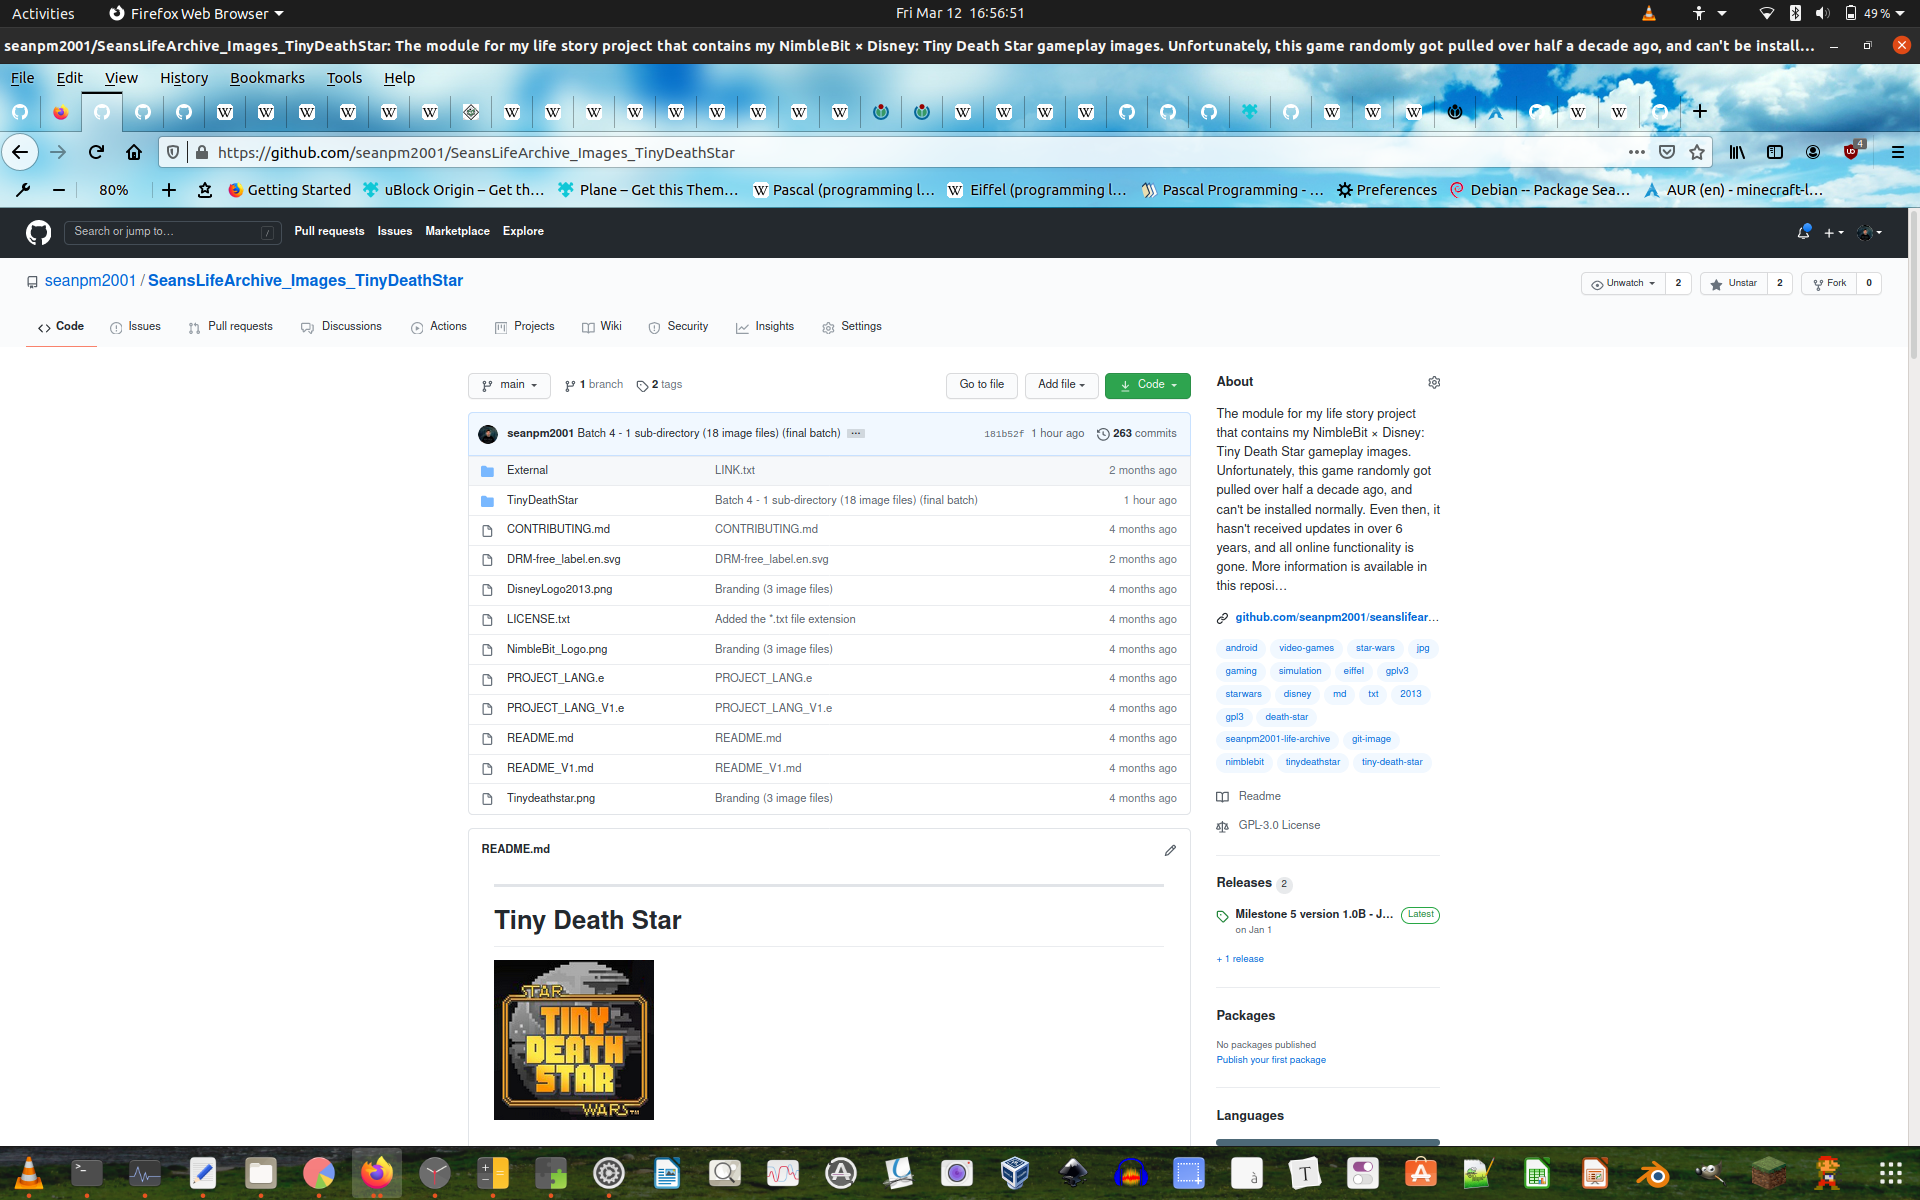 Activities Firefox Web Browser Fri Mar 12 16:56:51 49 %
seanpm2001/SeansLifeArchive_Images_TinyDeathStar: The module for my life story project that contains my NimbleBit × Disney: Tiny Death Star gameplay images. Unfortunately, this game randomly got pulled over half a decade ago, and can't be install…
File Edit View History Bookmarks Tools Help
https://github.com/seanpm2001/SeansLifeArchive_Images_TinyDeathStar 4
80% Getting Started uBlock Origin – Get th… Plane – Get this Them… Pascal (programming l… Eiffel (programming l… Pascal Programming - … Preferences Debian -- Package Sea… AUR (en) - minecraft-l…
Search or jump to… / Pull requests Issues Marketplace Explore
seanpm2001 / SeansLifeArchive_Images_TinyDeathStar Unwatch 2 Unstar 2 Fork 0
Code Issues Pull requests Discussions Actions Projects Wiki Security Insights Settings
main 1 branch 2 tags Go to file Add file Code
seanpm2001 Batch 4 - 1 sub-directory (18 image files) (final batch) 181b52f 1 hour ago 263 commits
External LINK.txt 2 months ago
TinyDeathStar Batch 4 - 1 sub-directory (18 image files) (final batch) 1 hour ago
CONTRIBUTING.md CONTRIBUTING.md 4 months ago
DRM-free_label.en.svg DRM-free_label.en.svg 2 months ago
DisneyLogo2013.png Branding (3 image files) 4 months ago
LICENSE.txt Added the *.txt file extension 4 months ago
NimbleBit_Logo.png Branding (3 image files) 4 months ago
PROJECT_LANG.e PROJECT_LANG.e 4 months ago
PROJECT_LANG_V1.e PROJECT_LANG_V1.e 4 months ago
README.md README.md 4 months ago
README_V1.md README_V1.md 4 months ago
Tinydeathstar.png Branding (3 image files) 4 months ago
README.md
Tiny Death Star
STAR
TINY
DEATH
STAR
WARS™
About
The module for my life story project
that contains my NimbleBit × Disney:
Tiny Death Star gameplay images.
Unfortunately, this game randomly got
pulled over half a decade ago, and
can't be installed normally. Even then, it
hasn't received updates in over 6
years, and all online functionality is
gone. More information is available in
this reposi…
github.com/seanpm2001/seanslifear…
android video-games star-wars jpg
gaming simulation eiffel gplv3
starwars disney md txt 2013
gpl3 death-star
seanpm2001-life-archive git-image
nimblebit tinydeathstar tiny-death-star
Readme
GPL-3.0 License
Releases 2
Milestone 5 version 1.0B - J… Latest
on Jan 1
+ 1 release
Packages
No packages published
Publish your first package
Languages